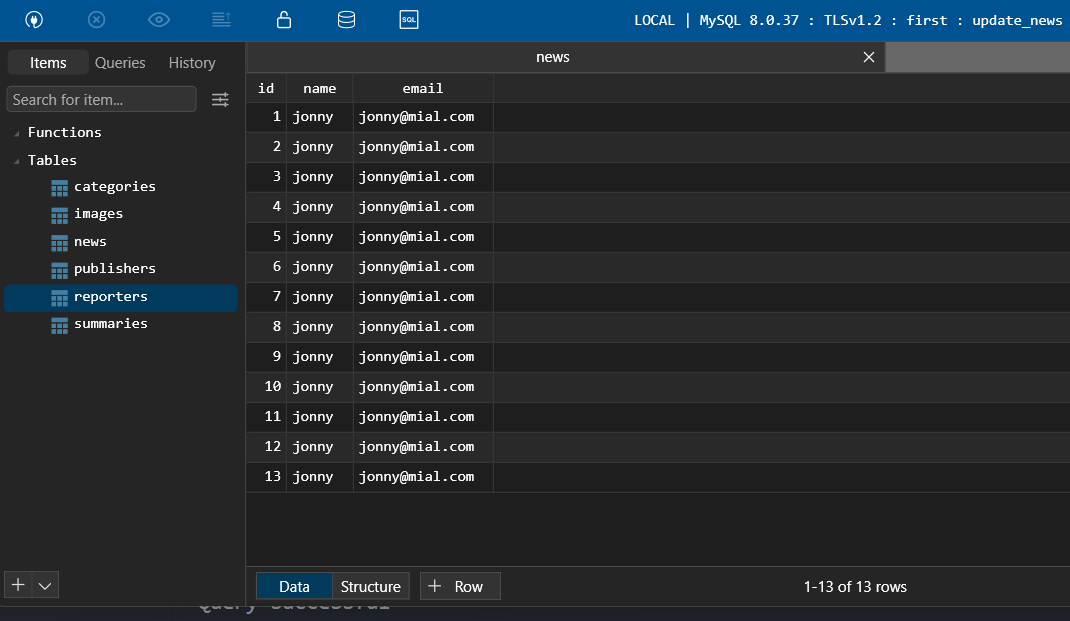 SQL
LOCAL | MySQL 8.0.37 : TLSv1.2 : first : update_news
Items Queries History
news
Search for item...
Functions
Tables
categories
images
news
publishers
reporters
summaries
id name email
1 jonny jonny@mial.com
2 jonny jonny@mial.com
3 jonny jonny@mial.com
4 jonny jonny@mial.com
5 jonny jonny@mial.com
6 jonny jonny@mial.com
7 jonny jonny@mial.com
8 jonny jonny@mial.com
9 jonny jonny@mial.com
10 jonny jonny@mial.com
11 jonny jonny@mial.com
12 jonny jonny@mial.com
13 jonny jonny@mial.com
Data Structure + Row 1-13 of 13 rows
Query successful